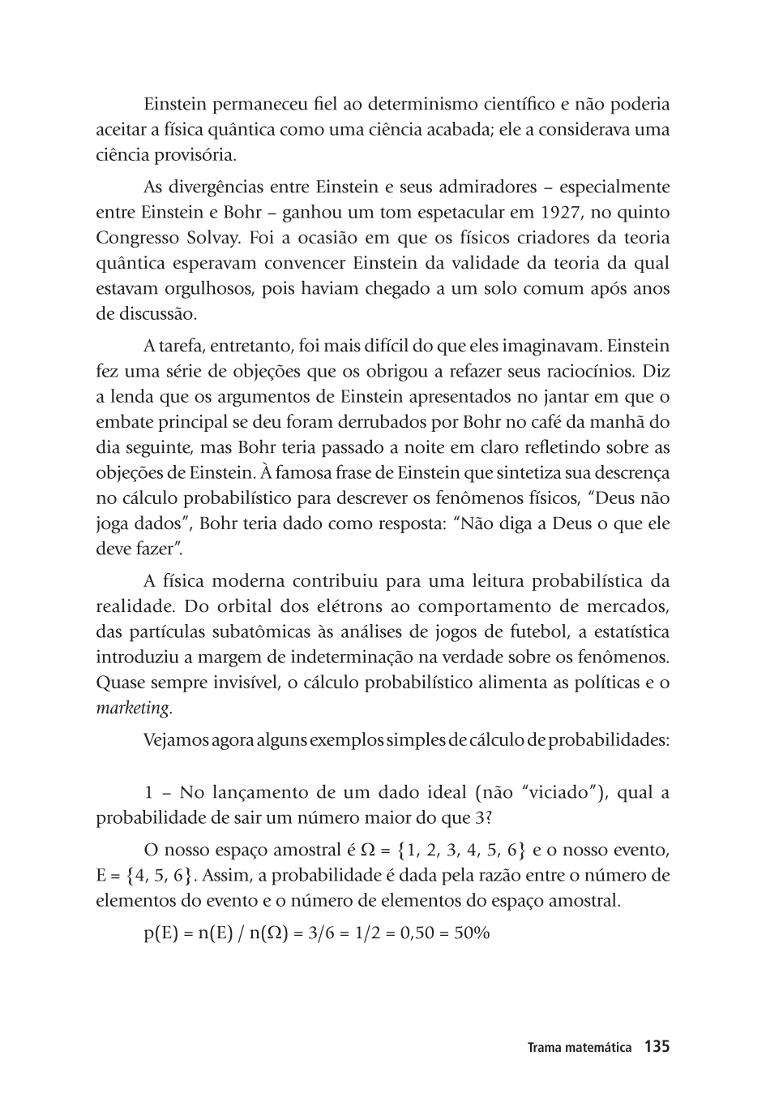 Einstein permaneceu fiel ao determinismo científico e não poderia
aceitar a física quântica como uma ciência acabada; ele a considerava uma
ciência provisória.
As divergências entre Einstein e seus admiradores – especialmente
entre Einstein e Bohr – ganhou um tom espetacular em 1927, no quinto
Congresso Solvay. Foi a ocasião em que os físicos criadores da teoria
quântica esperavam convencer Einstein da validade da teoria da qual
estavam orgulhosos, pois haviam chegado a um solo comum após anos
de discussão.
A tarefa, entretanto, foi mais difícil do que eles imaginavam. Einstein
fez uma série de objeções que os obrigou a refazer seus raciocínios. Diz
a lenda que os argumentos de Einstein apresentados no jantar em que o
embate principal se deu foram derrubados por Bohr no café da manhã do
dia seguinte, mas Bohr teria passado a noite em claro refletindo sobre as
objeções de Einstein. À famosa frase de Einstein que sintetiza sua descrença
no cálculo probabilístico para descrever os fenômenos físicos, “Deus não
joga dados”, Bohr teria dado como resposta: “Não diga a Deus o que ele
deve fazer”.
A física moderna contribuiu para uma leitura probabilística da
realidade. Do orbital dos elétrons ao comportamento de mercados,
das partículas subatômicas às análises de jogos de futebol, a estatística
introduziu a margem de indeterminação na verdade sobre os fenômenos.
Quase sempre invisível, o cálculo probabilístico alimenta as políticas e o
marketing.
Vejamos agora alguns exemplos simples de cálculo de probabilidades:
1 – No lançamento de um dado ideal (não “viciado”), qual a
probabilidade de sair um número maior do que 3?
O nosso espaço amostral é Ω = {1, 2, 3, 4, 5, 6} e o nosso evento,
E = {4, 5, 6}. Assim, a probabilidade é dada pela razão entre o número de
elementos do evento e o número de elementos do espaço amostral.
p(E) = n(E) / n(Ω) = 3/6 = 1/2 = 0,50 = 50%
Trama matemática 135